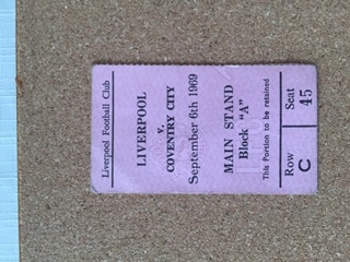 Liverpool Football Club
LIVERPOOL
v.
COVENTRY CITY
September 6th 1969
MAIN STAND
Block "A"
This Portion to be retained
Row Seat
C 45